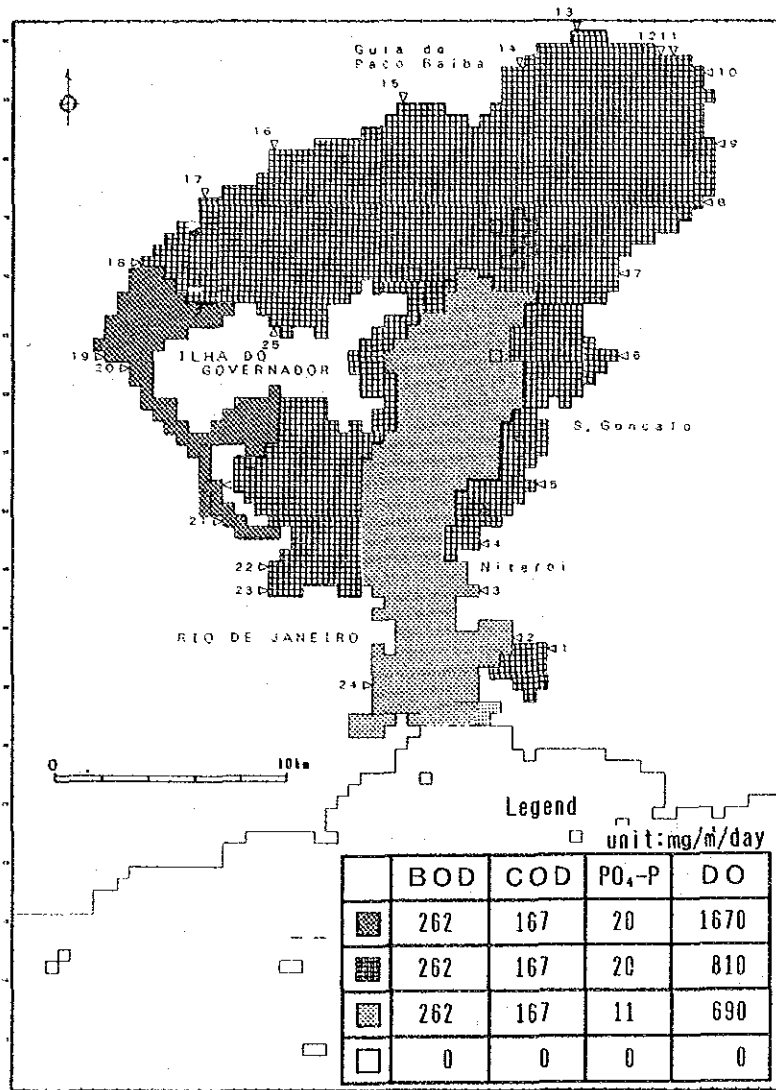 13
1211
14
Guia do
Paco Baiba
10
15
9
16
17
8
18
7
25
19
ILHA DO
20
GOVERNADOR
6
S. Goncalo
5
21
4
22
Niteroi
23
3
RIO DE JANEIRO
2
1
24
0
10km
Legend
unit:mg/㎡/day
BOD COD PO₄-P DO
262 167 20 1670
262 167 20 810
262 167 11 690
0 0 0 0